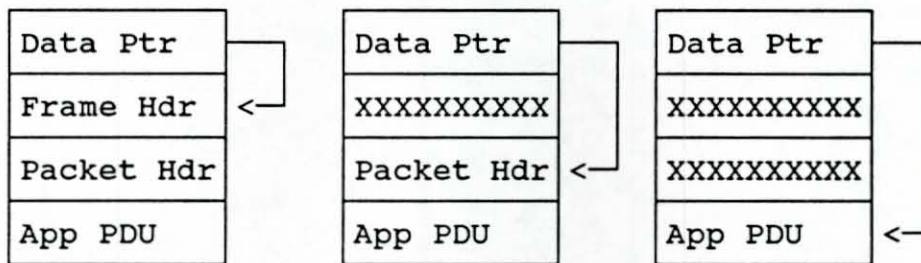 Data Ptr Data Ptr Data Ptr
Frame Hdr XXXXXXXXXX XXXXXXXXXX
Packet Hdr Packet Hdr XXXXXXXXXX
App PDU App PDU App PDU